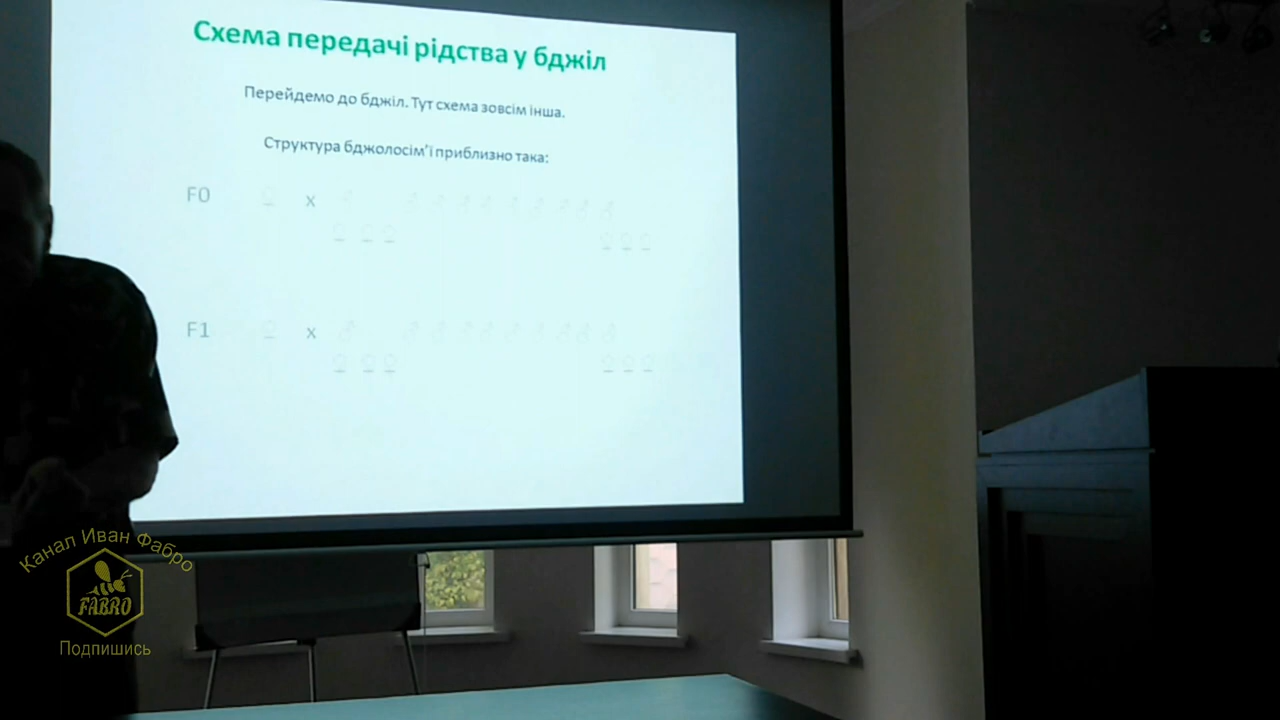 Схема передачі рідства у бджіл
Перейдемо до бджіл. Тут схема зовсім інша.
Структура бджолосім'ї приблизно така:
F0 ♀ x ♂ ♂ ♂ ♂ ♂ ♂ ♂ ♂ ♂ ♂
♀ ♀ ♀ ♀ ♀ ♀
F1 ♀ x ♂ ♂ ♂ ♂ ♂ ♂ ♂ ♂ ♂ ♂
♀ ♀ ♀ ♀ ♀ ♀
Канал Иван Фабро
FABRO
Подпишись